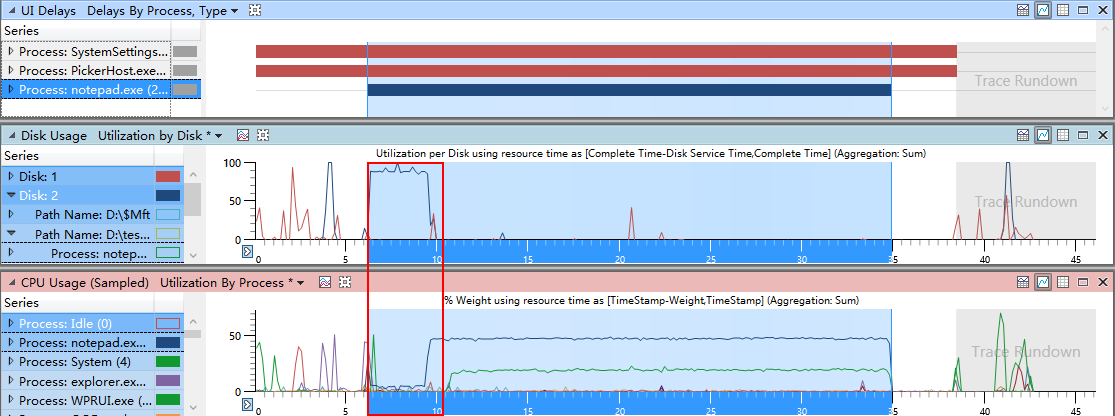 UI Delays Delays By Process, Type
Series
Process: SystemSettings...
Process: PickerHost.exe...
Process: notepad.exe (2...
Trace Rundown
Disk Usage Utilization by Disk *
Series
Utilization per Disk using resource time as [Complete Time-Disk Service Time,Complete Time] (Aggregation: Sum)
Disk: 1
Disk: 2
Path Name: D:\$Mft
Path Name: D:\tes...
Process: notep...
100
50
0
Trace Rundown
0 5 10 15 20 25 30 35 40 45
CPU Usage (Sampled) Utilization By Process *
Series
% Weight using resource time as [TimeStamp-Weight,TimeStamp] (Aggregation: Sum)
Process: Idle (0)
Process: notepad.ex...
Process: System (4)
Process: explorer.ex...
Process: WPRUI.exe (...
50
0
Trace Rundown
0 5 10 15 20 25 30 35 40 45